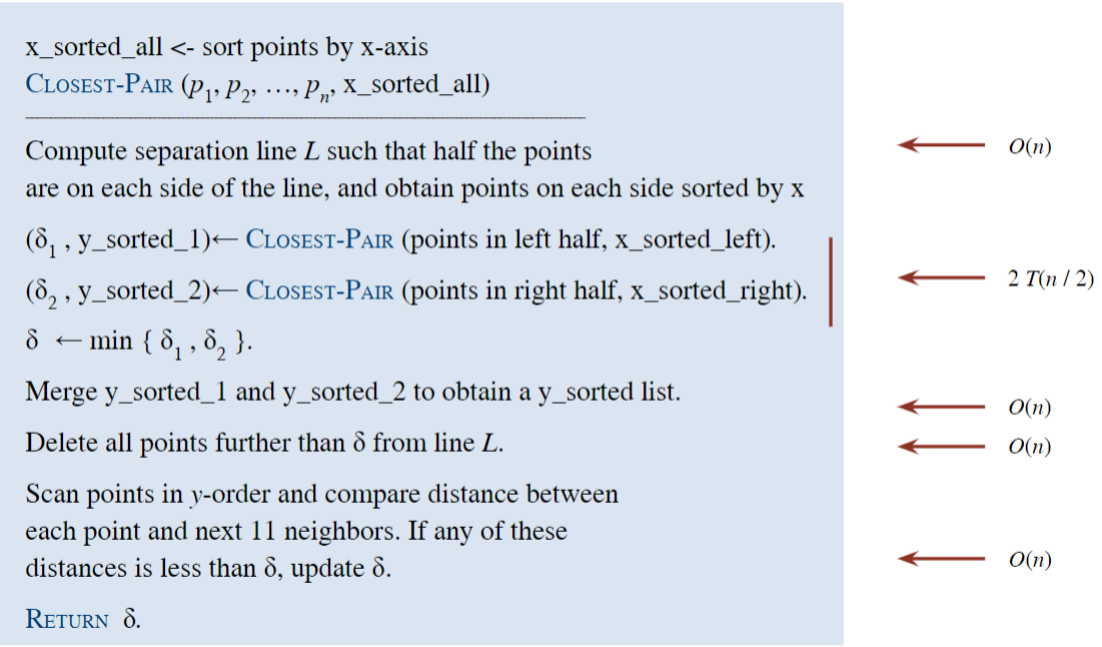 x_sorted_all <- sort points by x-axis
CLOSEST-PAIR (p1, p2, …, pn, x_sorted_all)
Compute separation line L such that half the points
are on each side of the line, and obtain points on each side sorted by x
O(n)
(δ1 , y_sorted_1)← CLOSEST-PAIR (points in left half, x_sorted_left).
(δ2 , y_sorted_2)← CLOSEST-PAIR (points in right half, x_sorted_right).
2 T(n / 2)
δ ← min { δ1 , δ2 }.
Merge y_sorted_1 and y_sorted_2 to obtain a y_sorted list.
O(n)
Delete all points further than δ from line L.
O(n)
Scan points in y-order and compare distance between
each point and next 11 neighbors. If any of these
distances is less than δ, update δ.
O(n)
RETURN δ.